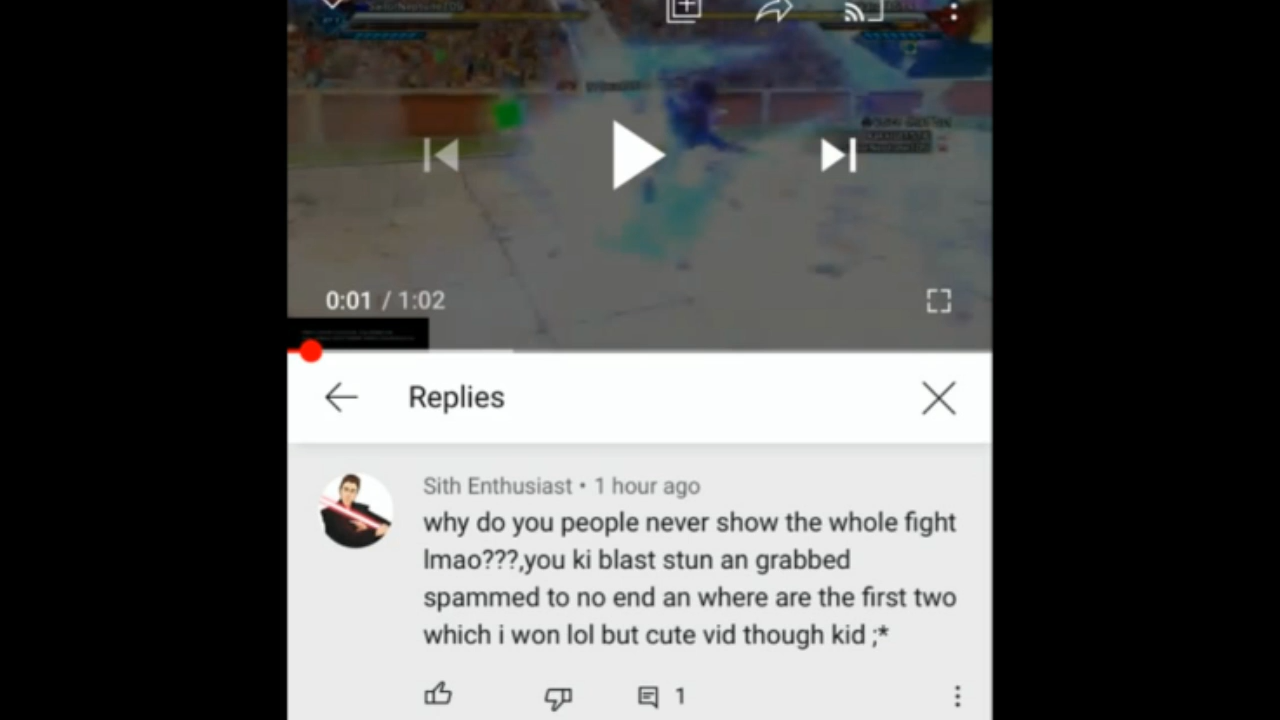 0:01 / 1:02
Replies
Sith Enthusiast • 1 hour ago
why do you people never show the whole fight
lmao???,you ki blast stun an grabbed
spammed to no end an where are the first two
which i won lol but cute vid though kid ;*
1